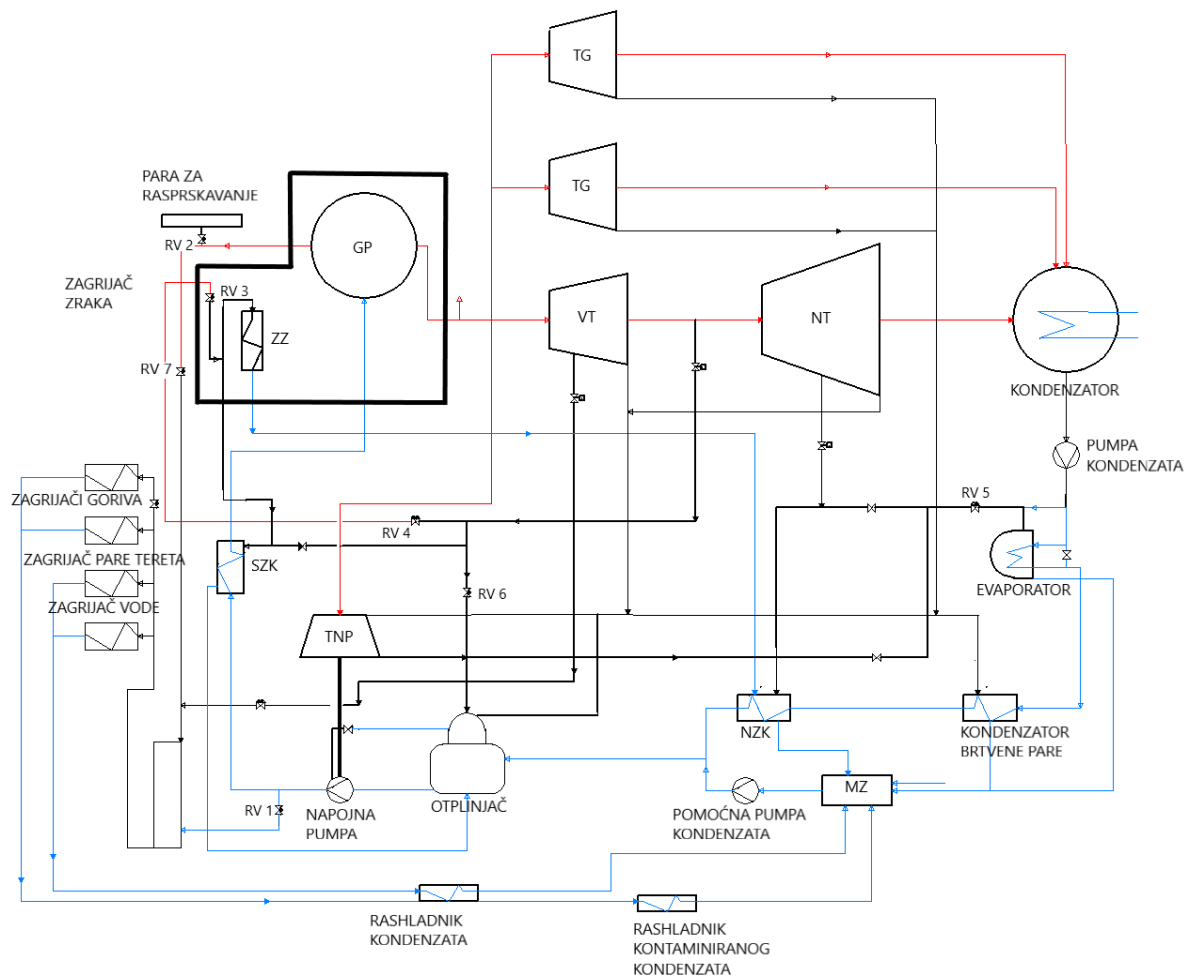 TG
TG
PARA ZA
RASPRSKAVANJE
RV 2
GP
ZAGRIJAČ
ZRAKA
RV 3
ZZ
VT
NT
RV 7
KONDENZATOR
PUMPA
KONDENZATA
ZAGRIJAČI GORIVA
RV 5
RV 4
ZAGRIJAČ PARE TERETA
SZK
EVAPORATOR
RV 6
ZAGRIJAČ VODE
TNP
NZK
KONDENZATOR
BRTVENE PARE
MZ
RV 1
NAPOJNA
PUMPA
OTPLINJAČ
POMOĆNA PUMPA
KONDENZATA
RASHLADNIK
KONDENZATA
RASHLADNIK
KONTAMINIRANOG
KONDENZATA